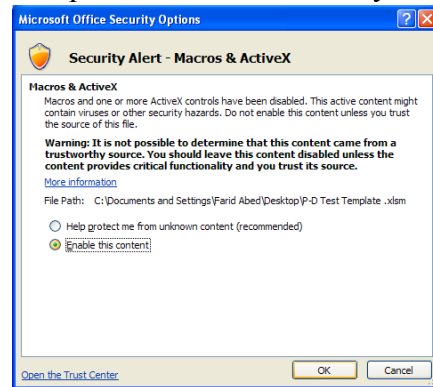 Microsoft Office Security Options
Security Alert - Macros & ActiveX
Macros & ActiveX
Macros and one or more ActiveX controls have been disabled. This active content might
contain viruses or other security hazards. Do not enable this content unless you trust
the source of this file.
Warning: It is not possible to determine that this content came from a
trustworthy source. You should leave this content disabled unless the
content provides critical functionality and you trust its source.
More information
File Path: C:\Documents and Settings\Farid Abed\Desktop\P-D Test Template .xlsm
Help protect me from unknown content (recommended)
Enable this content
Open the Trust Center
OK
Cancel